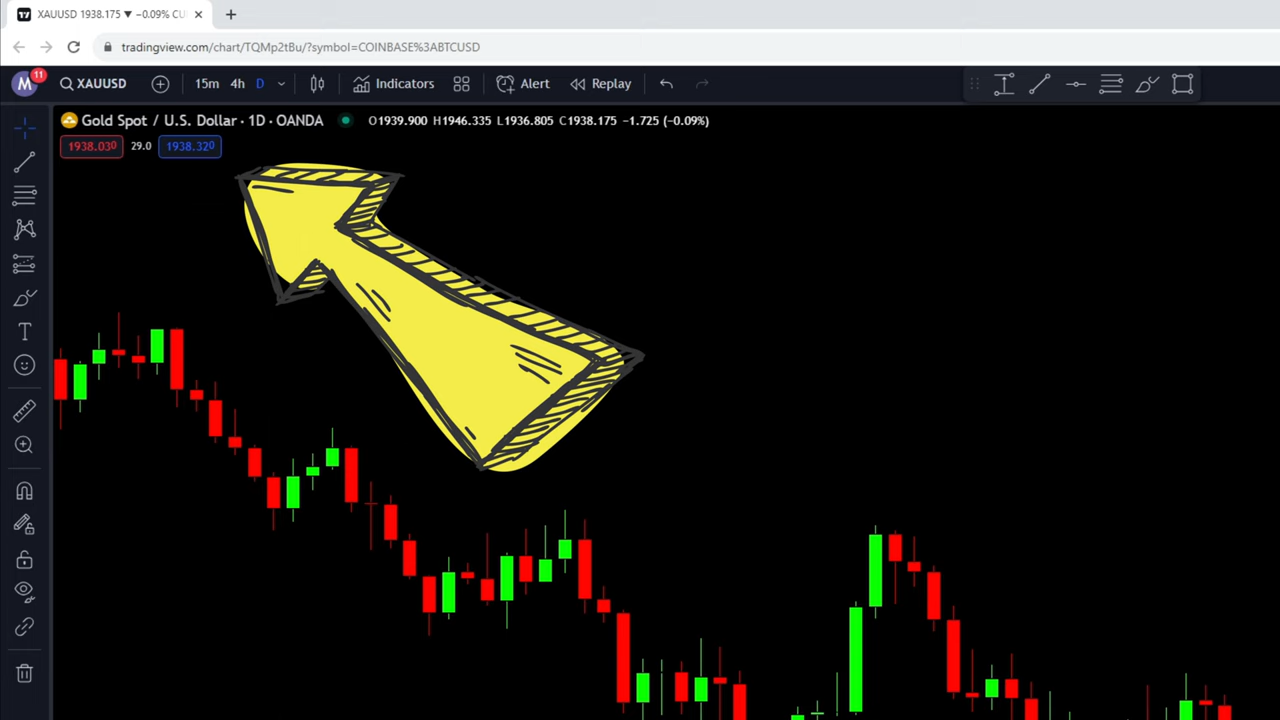 XAUUSD 1938.175 ▼ −0.09% CU
tradingview.com/chart/TQMp2tBu/?symbol=COINBASE%3ABTCUSD
M 11 XAUUSD 15m 4h D Indicators Alert Replay
Gold Spot / U.S. Dollar · 1D · OANDA O1939.900 H1946.335 L1936.805 C1938.175 −1.725 (−0.09%)
1938.030 29.0 1938.320